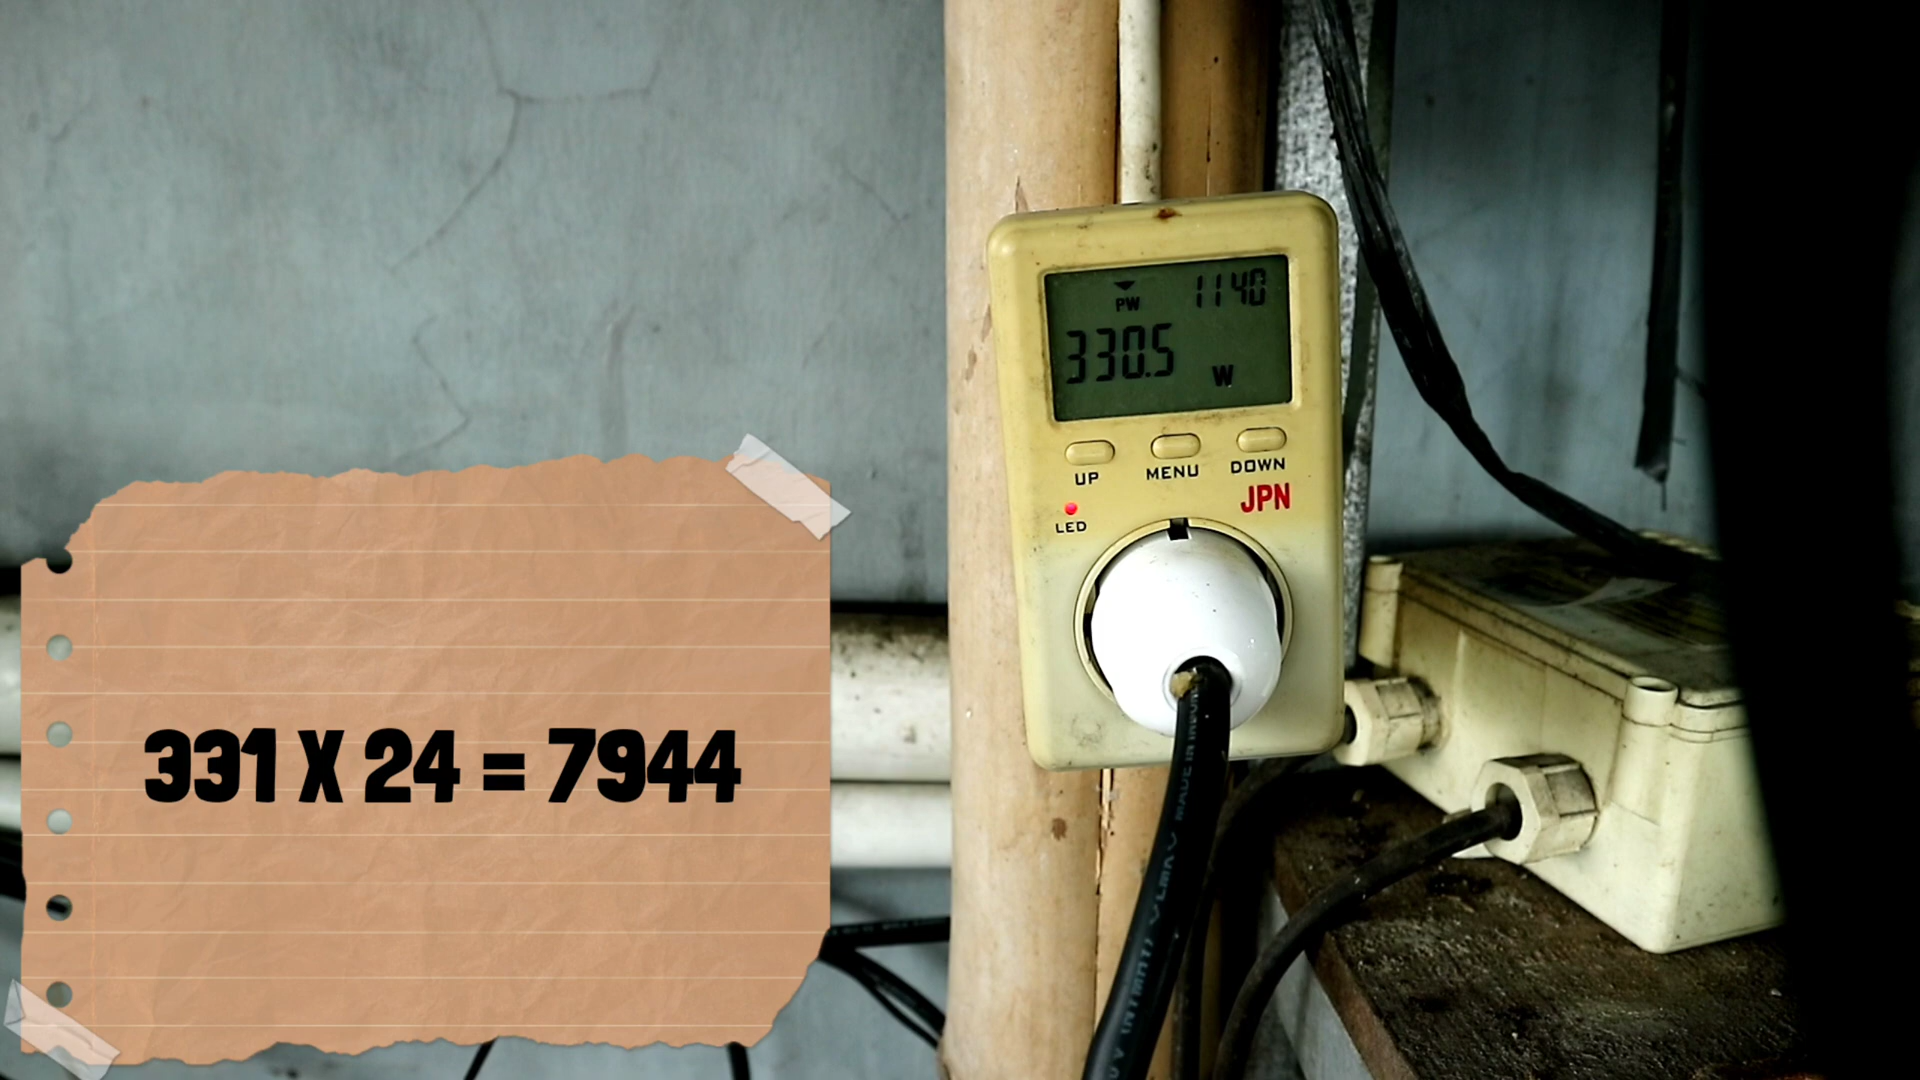 PW 1140
330.5 W
UP MENU DOWN
JPN
LED
331 X 24 = 7944